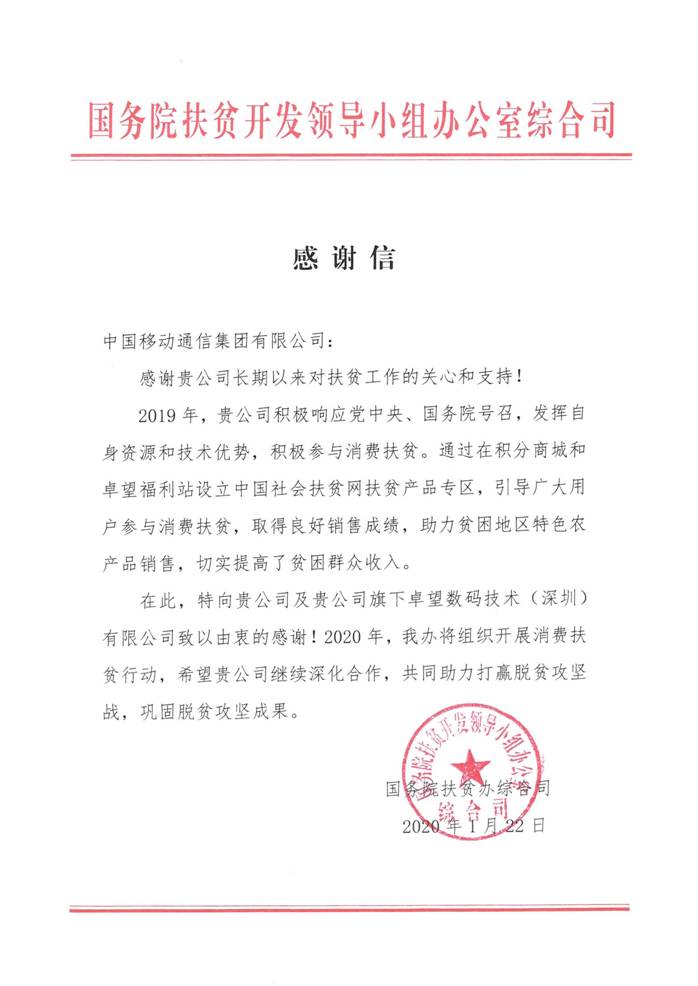 国务院扶贫开发领导小组办公室综合司
感谢信
中国移动通信集团有限公司：
感谢贵公司长期以来对扶贫工作的关心和支持！
2019年，贵公司积极响应党中央、国务院号召，发挥自
身资源和技术优势，积极参与消费扶贫。通过在积分商城和
卓望福利站设立中国社会扶贫网扶贫产品专区，引导广大用
户参与消费扶贫，取得良好销售成绩，助力贫困地区特色农
产品销售，切实提高了贫困群众收入。
在此，特向贵公司及贵公司旗下卓望数码技术（深圳）
有限公司致以由衷的感谢！2020年，我办将组织开展消费扶
贫行动，希望贵公司继续深化合作，共同助力打赢脱贫攻坚
战，巩固脱贫攻坚成果。
国务院扶贫开发领导小组办公室
综合司
国务院扶贫办综合司
2020年1月22日